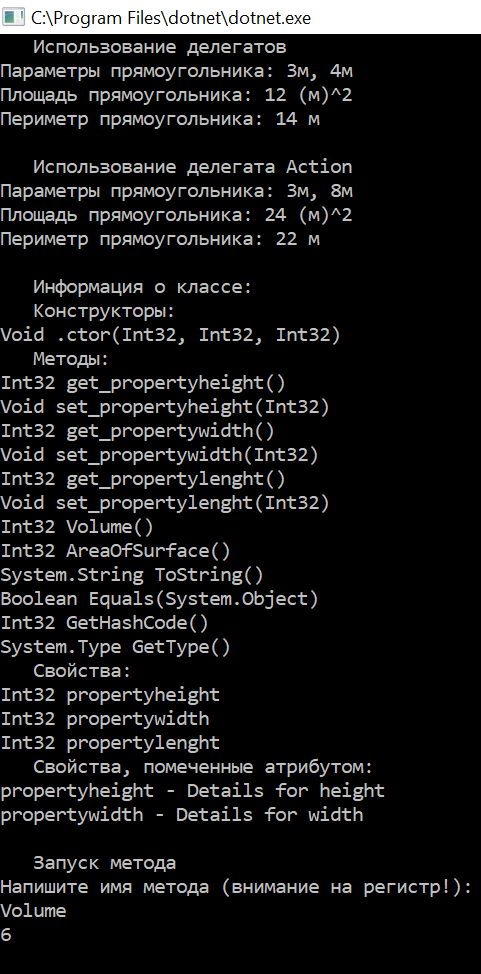 C:\Program Files\dotnet\dotnet.exe
Использование делегатов
Параметры прямоугольника: 3м, 4м
Площадь прямоугольника: 12 (м)^2
Периметр прямоугольника: 14 м
Использование делегата Action
Параметры прямоугольника: 3м, 8м
Площадь прямоугольника: 24 (м)^2
Периметр прямоугольника: 22 м
Информация о классе:
Конструкторы:
Void .ctor(Int32, Int32, Int32)
Методы:
Int32 get_propertyheight()
Void set_propertyheight(Int32)
Int32 get_propertywidth()
Void set_propertywidth(Int32)
Int32 get_propertylenght()
Void set_propertylenght(Int32)
Int32 Volume()
Int32 AreaOfSurface()
System.String ToString()
Boolean Equals(System.Object)
Int32 GetHashCode()
System.Type GetType()
Свойства:
Int32 propertyheight
Int32 propertywidth
Int32 propertylenght
Свойства, помеченные атрибутом:
propertyheight - Details for height
propertywidth - Details for width
Запуск метода
Напишите имя метода (внимание на регистр!):
Volume
6